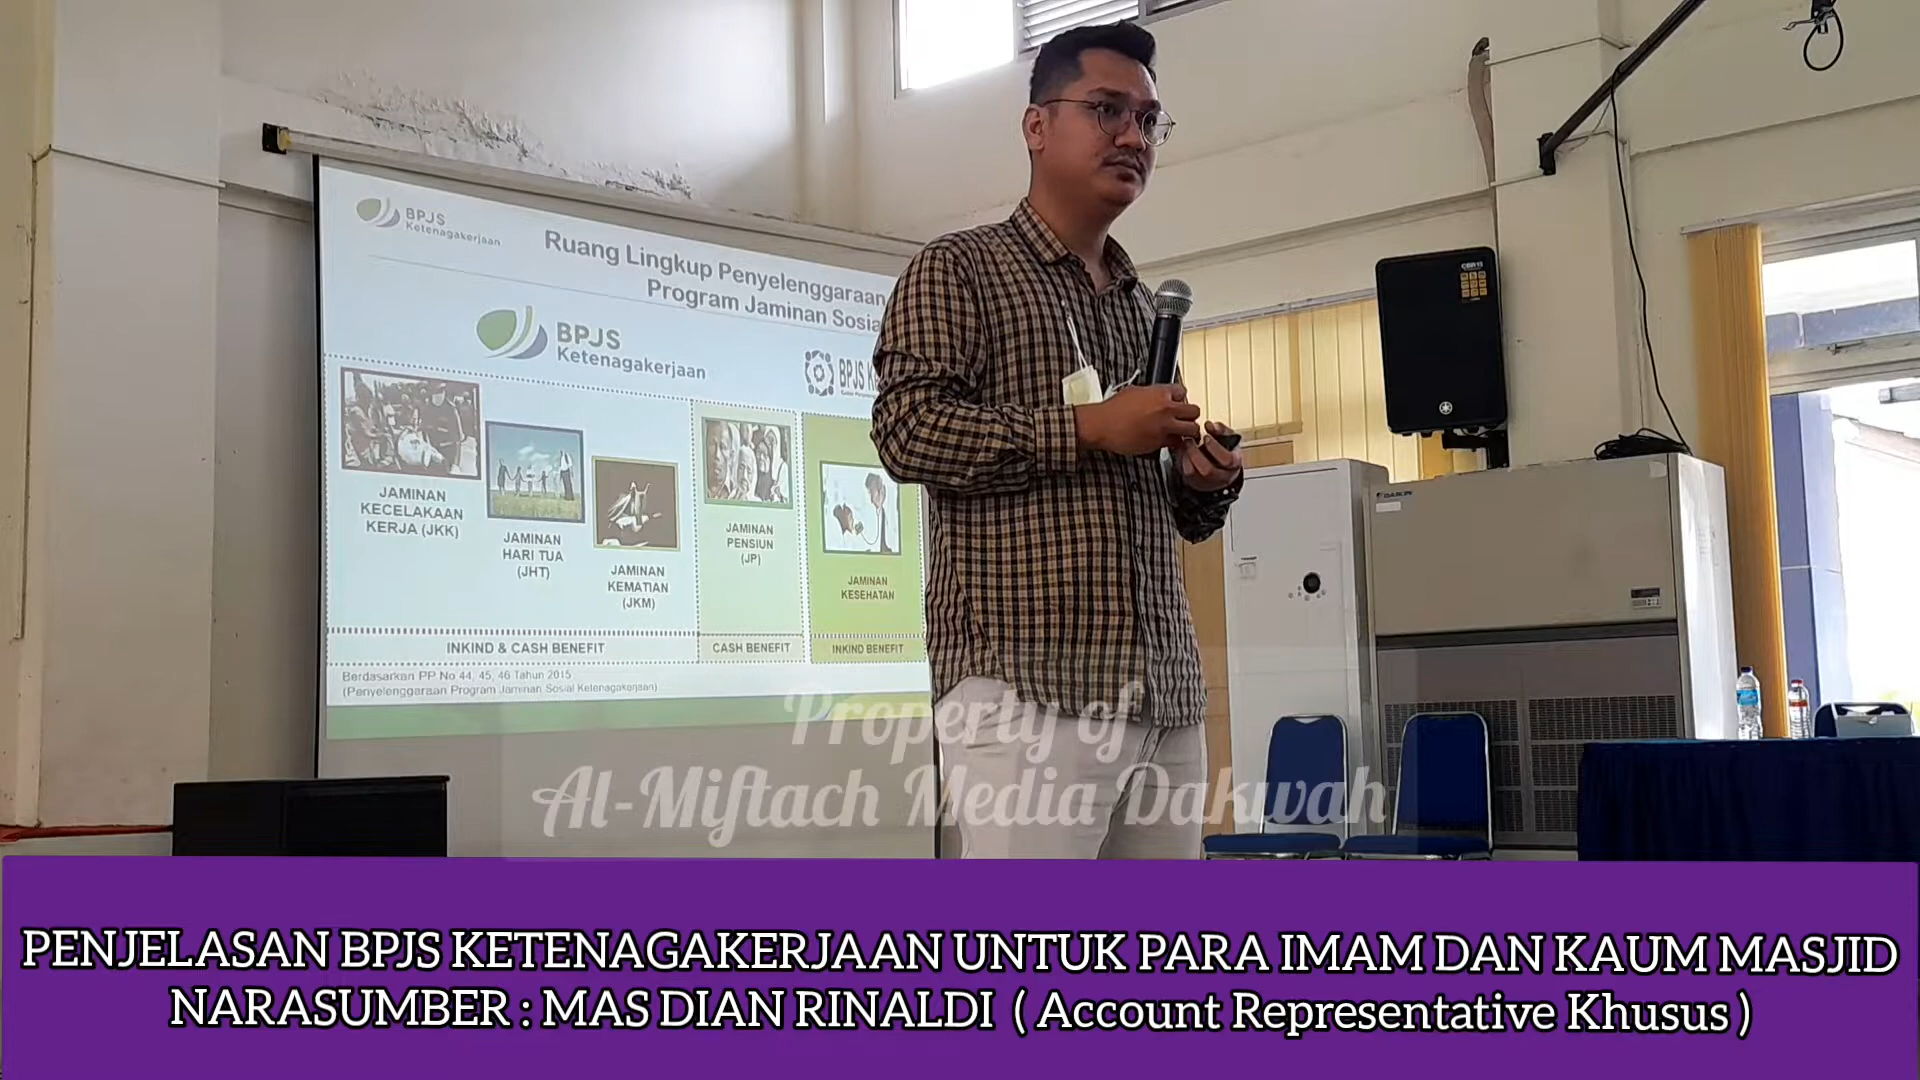 BPJS
Ketenagakerjaan
Ruang Lingkup Penyelenggaraan
Program Jaminan Sosia
BPJS
Ketenagakerjaan
BPJS
JAMINAN
KECELAKAAN
KERJA (JKK)
JAMINAN
HARI TUA
(JHT)
JAMINAN
KEMATIAN
(JKM)
JAMINAN
PENSIUN
(JP)
JAMINAN
KESEHATAN
INKIND & CASH BENEFIT
CASH BENEFIT
INKIND BENEFIT
Berdasarkan PP No 44, 45, 46 Tahun 2015
(Penyelenggaraan Program Jaminan Sosial Ketenagakerjaan)
DAIKIN
Property of
Al-Miftach Media Dakwah
PENJELASAN BPJS KETENAGAKERJAAN UNTUK PARA IMAM DAN KAUM MASJID
NARASUMBER : MAS DIAN RINALDI ( Account Representative Khusus )